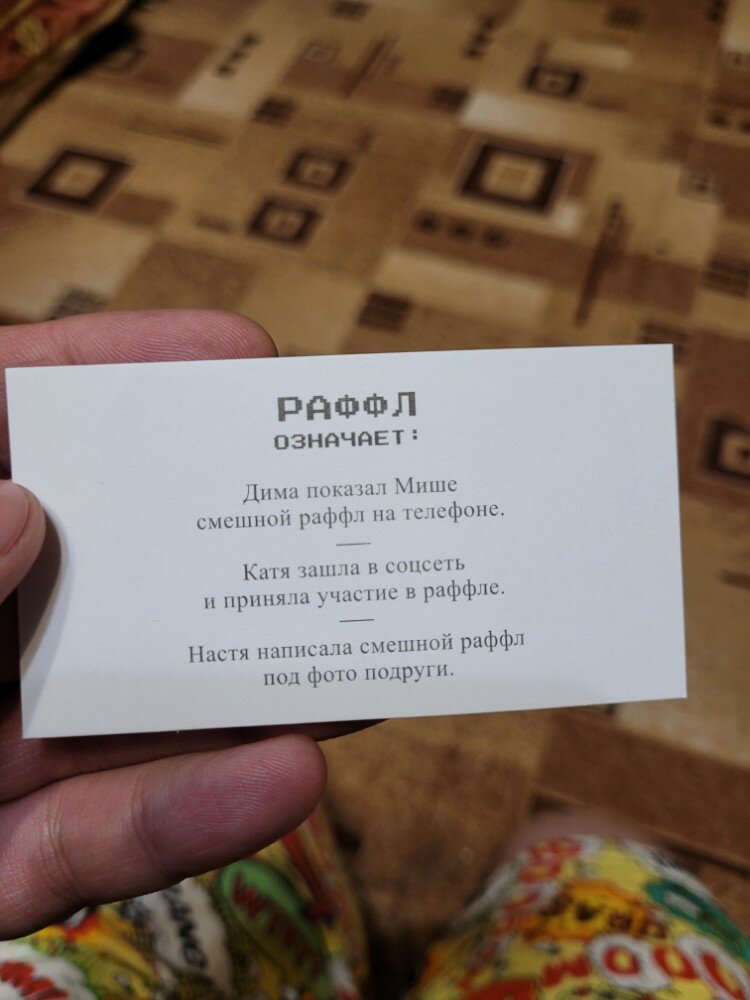 РАФФЛ
ОЗНАЧАЕТ:
Дима показал Мише
смешной раффл на телефоне.
Катя зашла в соцсеть
и приняла участие в раффле.
Настя написала смешной раффл
под фото подруги.